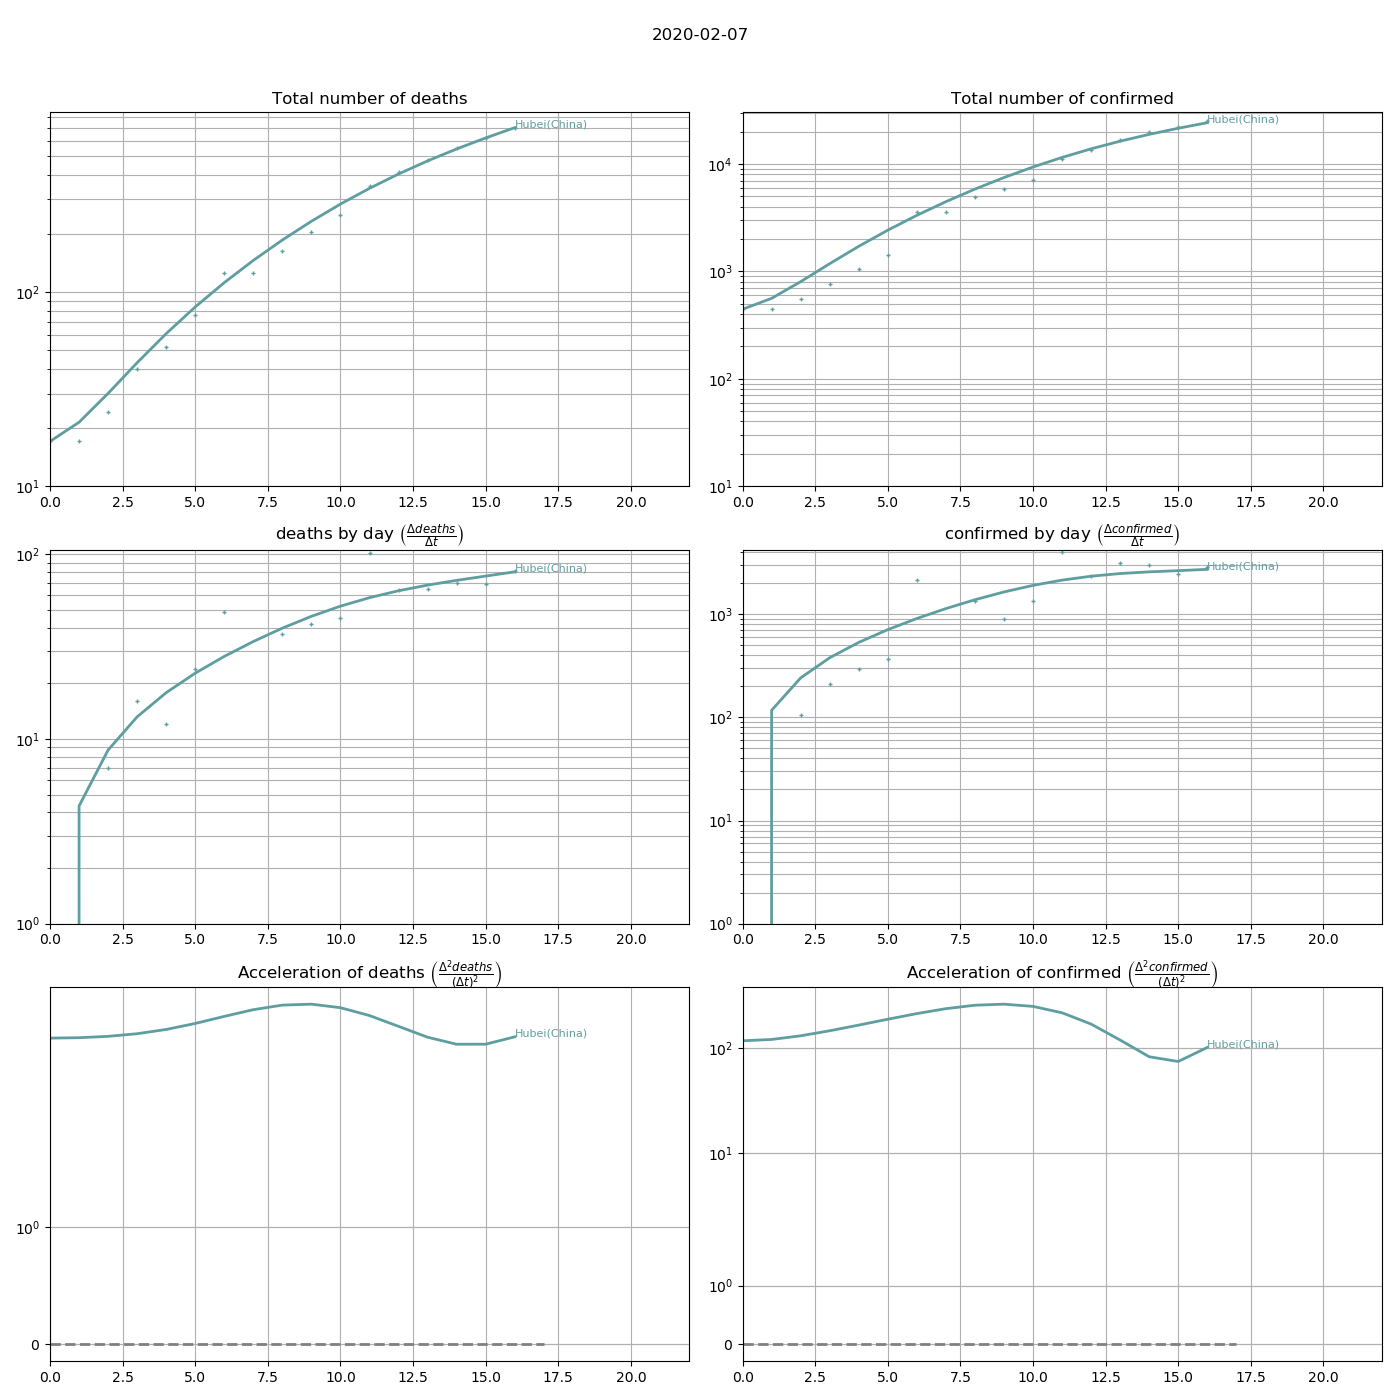 2020-02-07
Total number of deaths
Total number of confirmed
Hubei(China)
10²
10¹
0.0 2.5 5.0 7.5 10.0 12.5 15.0 17.5 20.0
Hubei(China)
10⁴
10³
10²
10¹
0.0 2.5 5.0 7.5 10.0 12.5 15.0 17.5 20.0
deaths by day (Δdeaths/Δt)
confirmed by day (Δconfirmed/Δt)
Hubei(China)
10²
10¹
10⁰
0.0 2.5 5.0 7.5 10.0 12.5 15.0 17.5 20.0
Hubei(China)
10³
10²
10¹
10⁰
0.0 2.5 5.0 7.5 10.0 12.5 15.0 17.5 20.0
Acceleration of deaths (Δ²deaths/(Δt)²)
Acceleration of confirmed (Δ²confirmed/(Δt)²)
Hubei(China)
10⁰
0
0.0 2.5 5.0 7.5 10.0 12.5 15.0 17.5 20.0
Hubei(China)
10²
10¹
10⁰
0
0.0 2.5 5.0 7.5 10.0 12.5 15.0 17.5 20.0